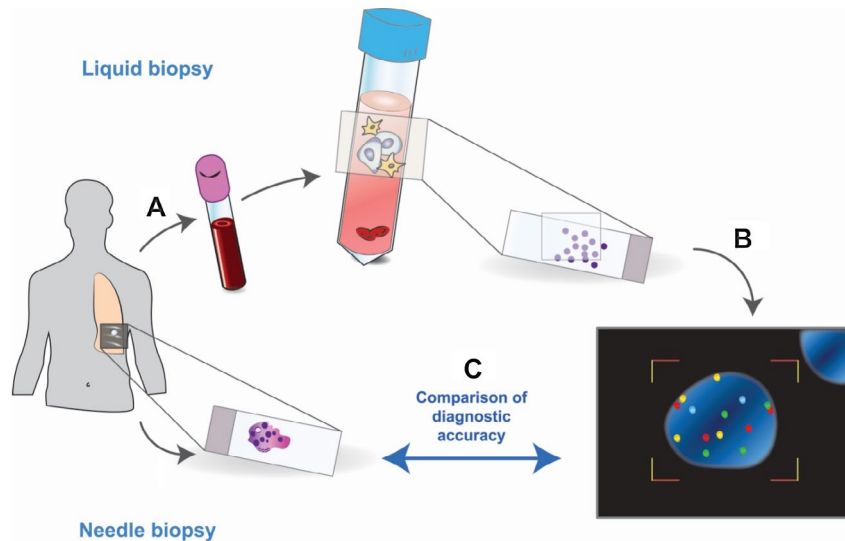 Liquid biopsy
A
B
C
Comparison of
diagnostic
accuracy
Needle biopsy